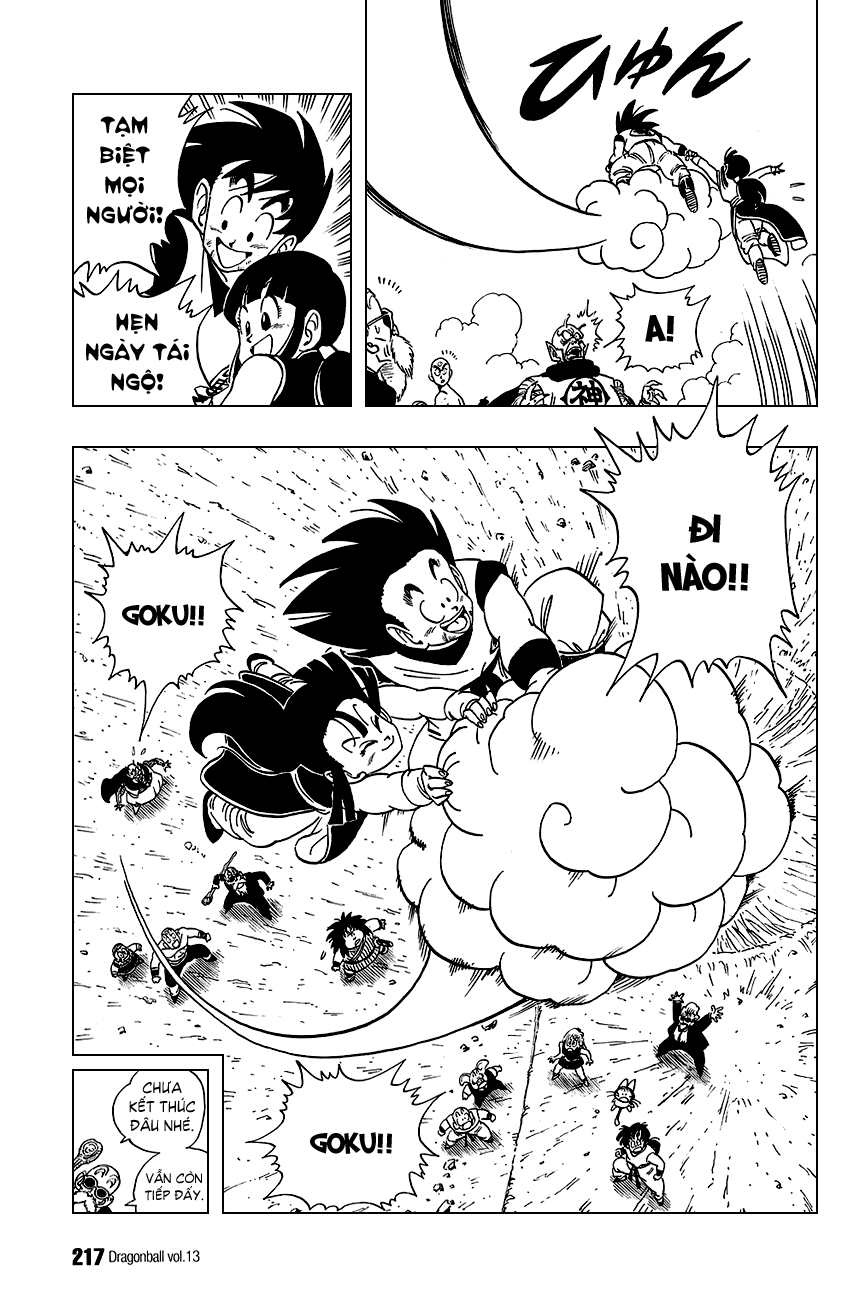 ひゅん
A!
TẠM
BIỆT
MỌI
NGƯỜI!
HẸN
NGÀY TÁI
NGỘ!
神
ĐI
NÀO!!
GOKU!!
GOKU!!
CHƯA
KẾT THÚC
ĐÂU NHÉ.
VẪN CÒN
TIẾP ĐẤY.
217 Dragonball vol.13